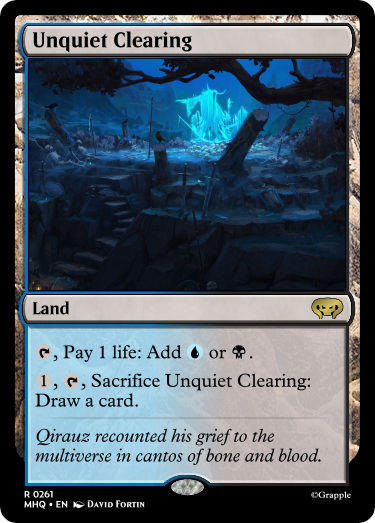 Unquiet Clearing
Land
, Pay 1 life: Add or .
1, , Sacrifice Unquiet Clearing:
Draw a card.
Qirauz recounted his grief to the
multiverse in cantos of bone and blood.
R 0261
MHQ • EN DAVID FORTIN
©Grapple